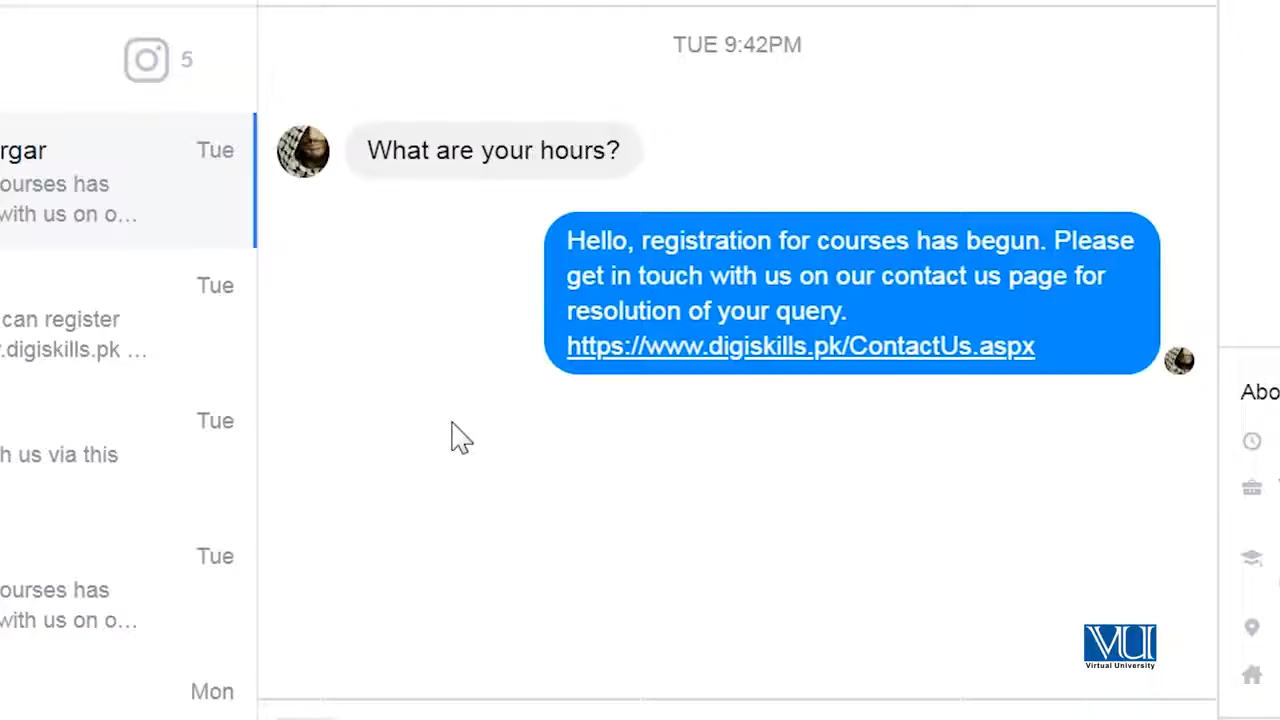 5
TUE 9:42PM
rgar
Tue
ourses has
with us on o...
What are your hours?
Hello, registration for courses has begun. Please
get in touch with us on our contact us page for
resolution of your query.
https://www.digiskills.pk/ContactUs.aspx
Tue
can register
.digiskills.pk ...
Tue
h us via this
Tue
ourses has
with us on o...
Mon
Abo
VU
Virtual University